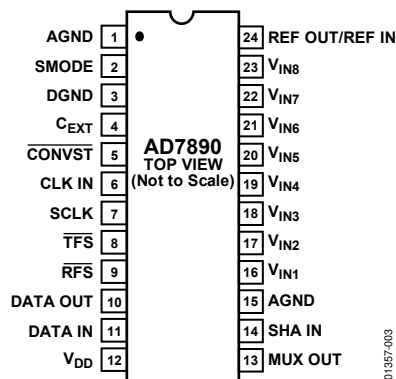 AGND 1
SMODE 2
DGND 3
CEXT 4
CONVST 5
CLK IN 6
SCLK 7
TFS 8
RFS 9
DATA OUT 10
DATA IN 11
VDD 12
AD7890
TOP VIEW
(Not to Scale)
24 REF OUT/REF IN
23 VIN8
22 VIN7
21 VIN6
20 VIN5
19 VIN4
18 VIN3
17 VIN2
16 VIN1
15 AGND
14 SHA IN
13 MUX OUT
01357-003